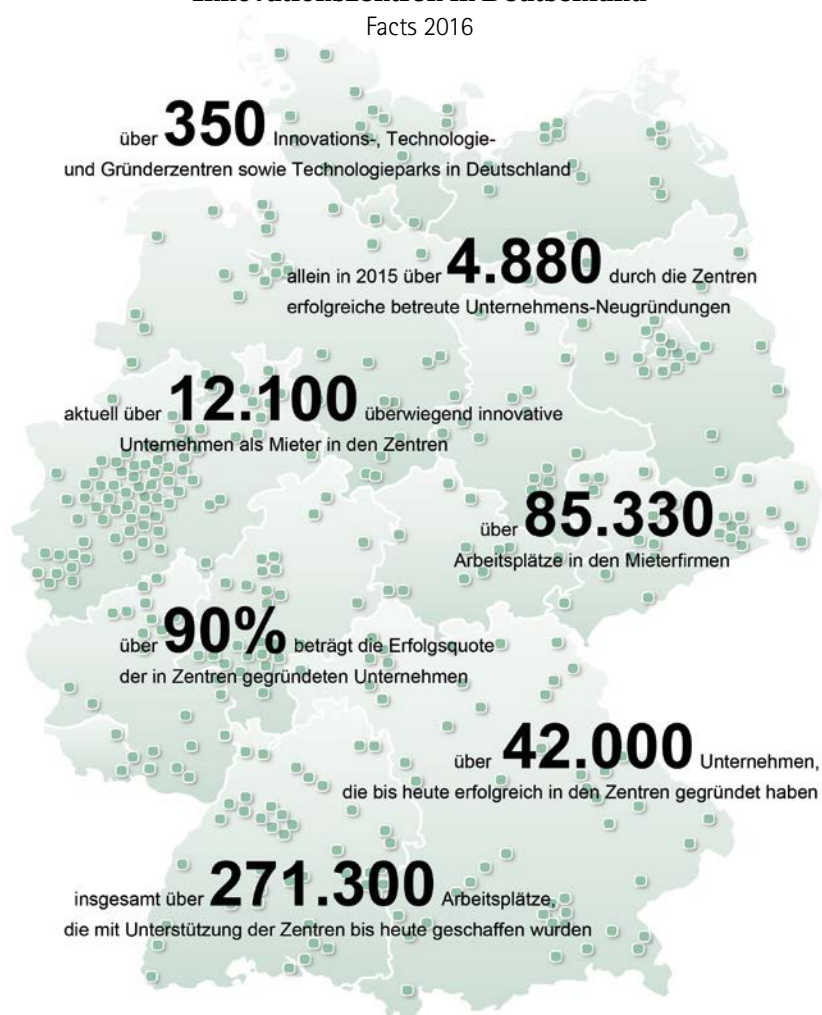 Innovationszentren in Deutschland
Facts 2016
über 350 Innovations-, Technologie-
und Gründerzentren sowie Technologieparks in Deutschland
allein in 2015 über 4.880 durch die Zentren
erfolgreiche betreute Unternehmens-Neugründungen
aktuell über 12.100 überwiegend innovative
Unternehmen als Mieter in den Zentren
über 85.330
Arbeitsplätze in den Mieterfirmen
über 90% beträgt die Erfolgsquote
der in Zentren gegründeten Unternehmen
über 42.000 Unternehmen,
die bis heute erfolgreich in den Zentren gegründet haben
insgesamt über 271.300 Arbeitsplätze,
die mit Unterstützung der Zentren bis heute geschaffen wurden